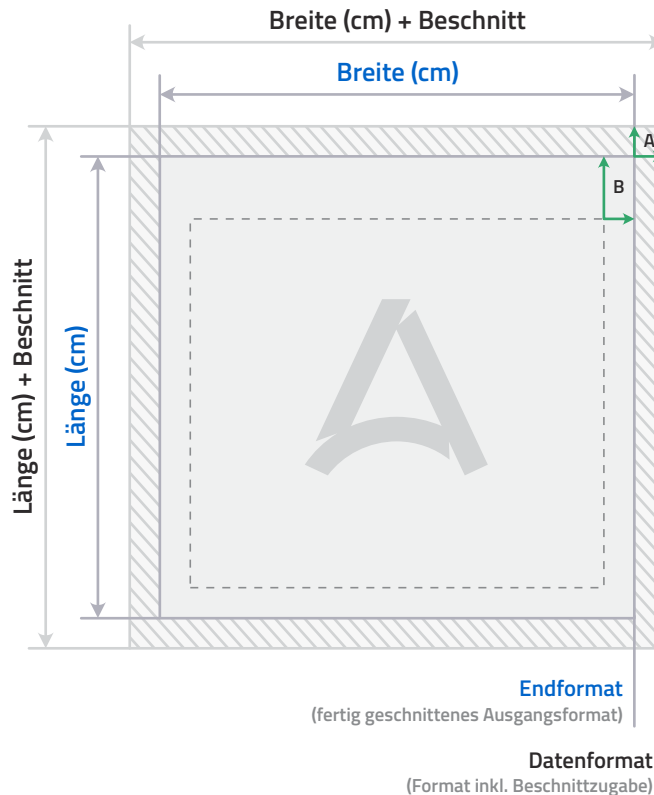 Breite (cm) + Beschnitt
Breite (cm)
A
B
Länge (cm) + Beschnitt
Länge (cm)
Endformat
(fertig geschnittenes Ausgangsformat)
Datenformat
(Format inkl. Beschnittzugabe)